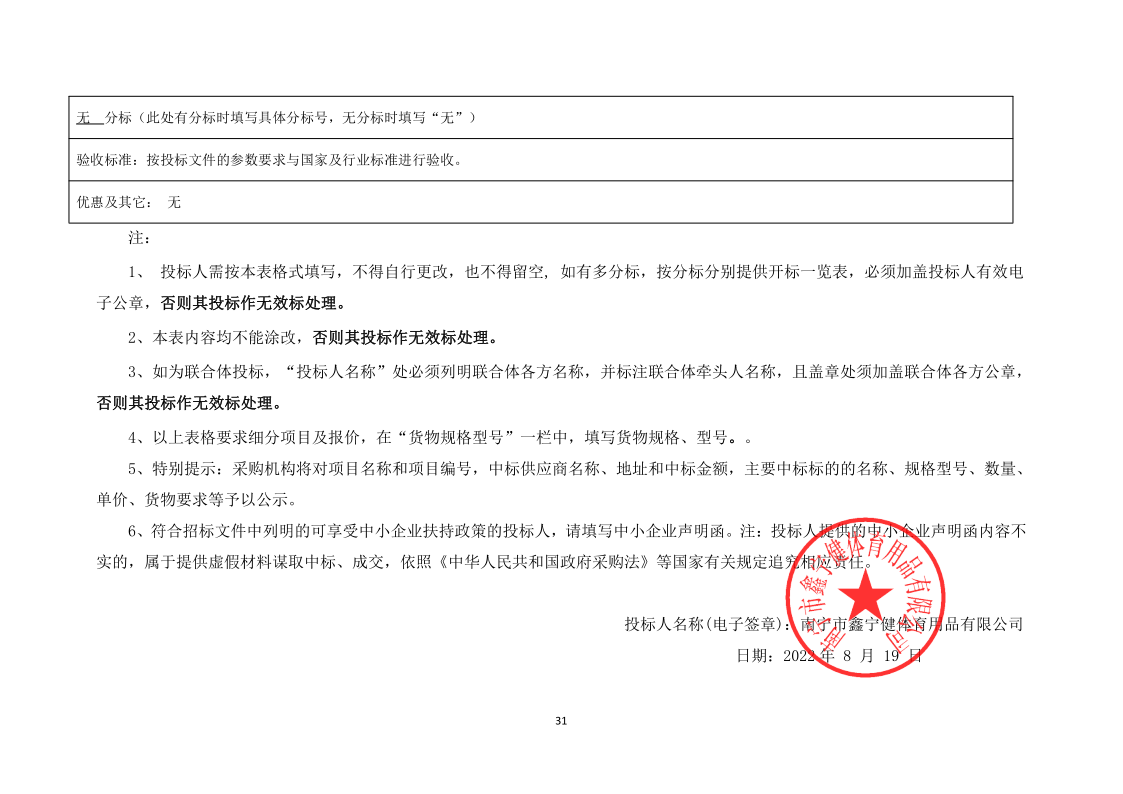 无  分标（此处有分标时填写具体分标号，无分标时填写“无”）
验收标准：按投标文件的参数要求与国家及行业标准进行验收。
优惠及其它： 无
注：
1、 投标人需按本表格式填写，不得自行更改，也不得留空, 如有多分标，按分标分别提供开标一览表，必须加盖投标人有效电
子公章，否则其投标作无效标处理。
2、本表内容均不能涂改，否则其投标作无效标处理。
3、如为联合体投标，“投标人名称”处必须列明联合体各方名称，并标注联合体牵头人名称，且盖章处须加盖联合体各方公章，
否则其投标作无效标处理。
4、以上表格要求细分项目及报价，在“货物规格型号”一栏中，填写货物规格、型号。。
5、特别提示：采购机构将对项目名称和项目编号，中标供应商名称、地址和中标金额，主要中标标的的名称、规格型号、数量、
单价、货物要求等予以公示。
6、符合招标文件中列明的可享受中小企业扶持政策的投标人，请填写中小企业声明函。注：投标人提供的中小企业声明函内容不
实的，属于提供虚假材料谋取中标、成交，依照《中华人民共和国政府采购法》等国家有关规定追究相应责任。
南宁市鑫宁健体育用品有限公司
投标人名称(电子签章)：南宁市鑫宁健体育用品有限公司
日期：2022 年 8 月 19 日
31